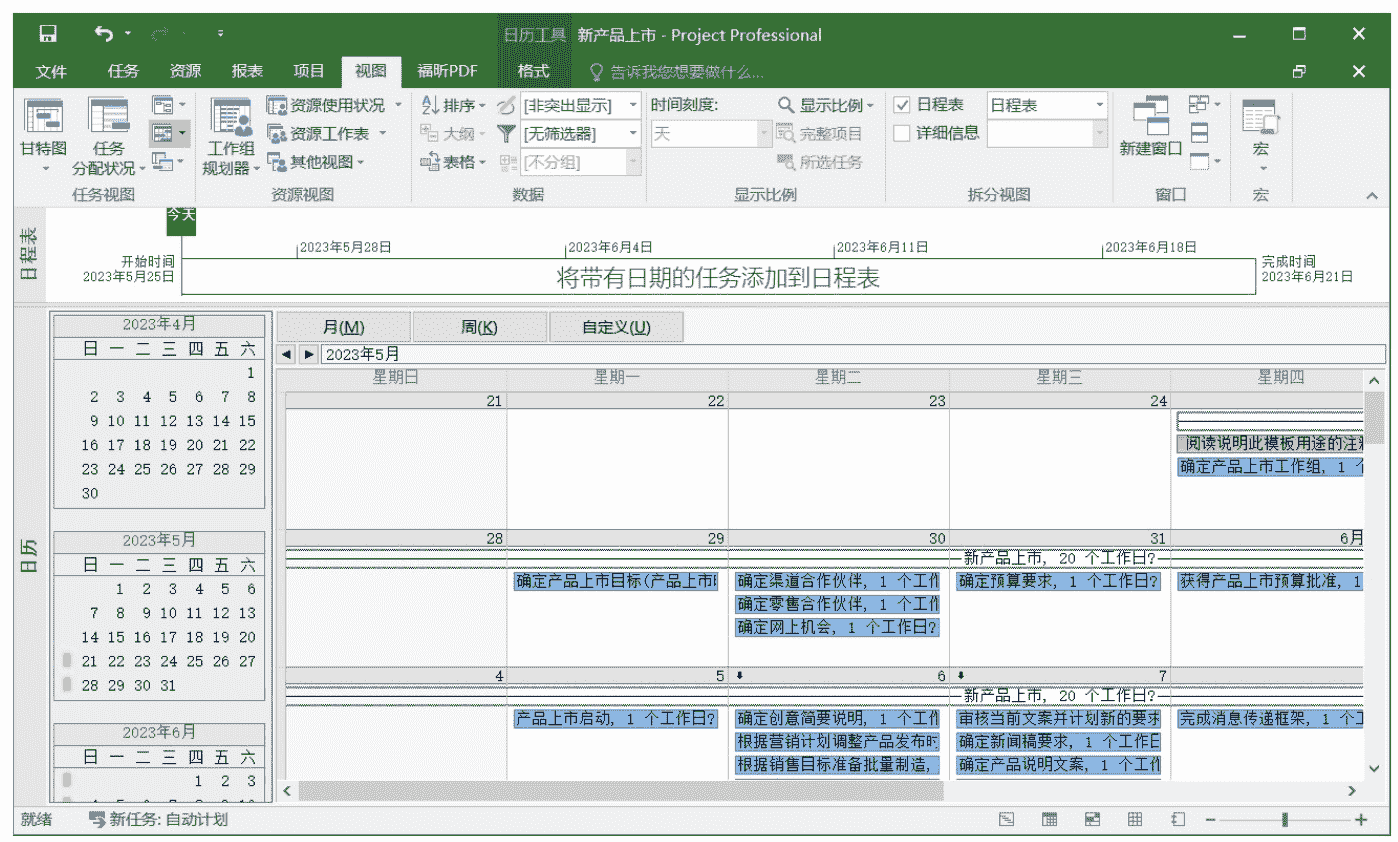 日历工具 新产品上市 - Project Professional
文件 任务 资源 报表 项目 视图 福昕PDF 格式 告诉我您想要做什么...
甘特图
任务
分配状况
工作组
规划器
资源使用状况
资源工作表
其他视图
排序
大纲
表格
[非突出显示]
[无筛选器]
[不分组]
时间刻度:
天
显示比例
完整项目
所选任务
日程表 日程表
详细信息
新建窗口
宏
任务视图 资源视图 数据 显示比例 拆分视图 窗口 宏
日程表
今天
2023年5月28日 2023年6月4日 2023年6月11日 2023年6月18日
开始时间
2023年5月25日
将带有日期的任务添加到日程表
完成时间
2023年6月21日
日历
2023年4月
日 一 二 三 四 五 六
1
2 3 4 5 6 7 8
9 10 11 12 13 14 15
16 17 18 19 20 21 22
23 24 25 26 27 28 29
30
2023年5月
日 一 二 三 四 五 六
1 2 3 4 5 6
7 8 9 10 11 12 13
14 15 16 17 18 19 20
21 22 23 24 25 26 27
28 29 30 31
2023年6月
日 一 二 三 四 五 六
1 2 3
月(M) 周(K) 自定义(U)
2023年5月
星期日 星期一 星期二 星期三 星期四
21 22 23 24
阅读说明此模板用途的注
确定产品上市工作组, 1 个
28 29 30 31 6月
新产品上市, 20 个工作日?
确定产品上市目标(产品上市 确定渠道合作伙伴, 1 个工作 确定预算要求, 1 个工作日? 获得产品上市预算批准, 1
确定零售合作伙伴, 1 个工作
确定网上机会, 1 个工作日?
4 5 6 7
新产品上市, 20 个工作日?
产品上市启动, 1 个工作日? 确定创意简要说明, 1 个工作 审核当前文案并计划新的要求 完成消息传递框架, 1 个工
根据营销计划调整产品发布时 确定新闻稿要求, 1 个工作日
根据销售目标准备批量制造, 确定产品说明文案, 1 个工作
就绪 新任务: 自动计划